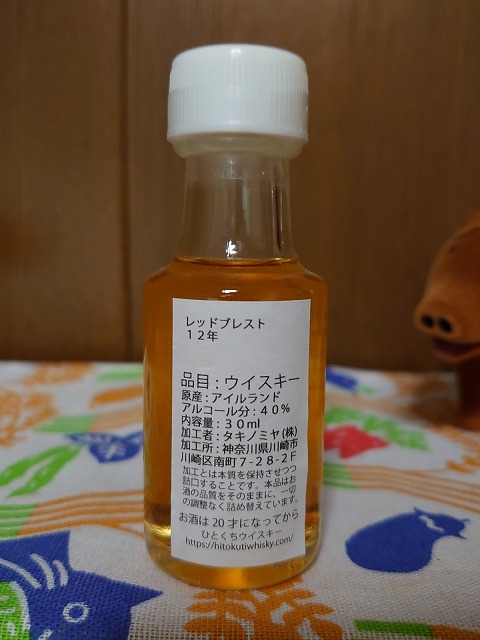 レッドブレスト
１２年
品目：ウイスキー
原産：アイルランド
アルコール分：４０％
内容量：３０ml
加工者：タキノミヤ(株)
加工所：神奈川県川崎市
川崎区南町７-２８-２Ｆ
加工とは本質を保持させつつ
詰口することです。本品はお
酒の品質をそのままに、一切
の調整なく詰め替えています。
お酒は 20 才になってから
ひとくちウイスキー
https://hitokutiwhisky.com/